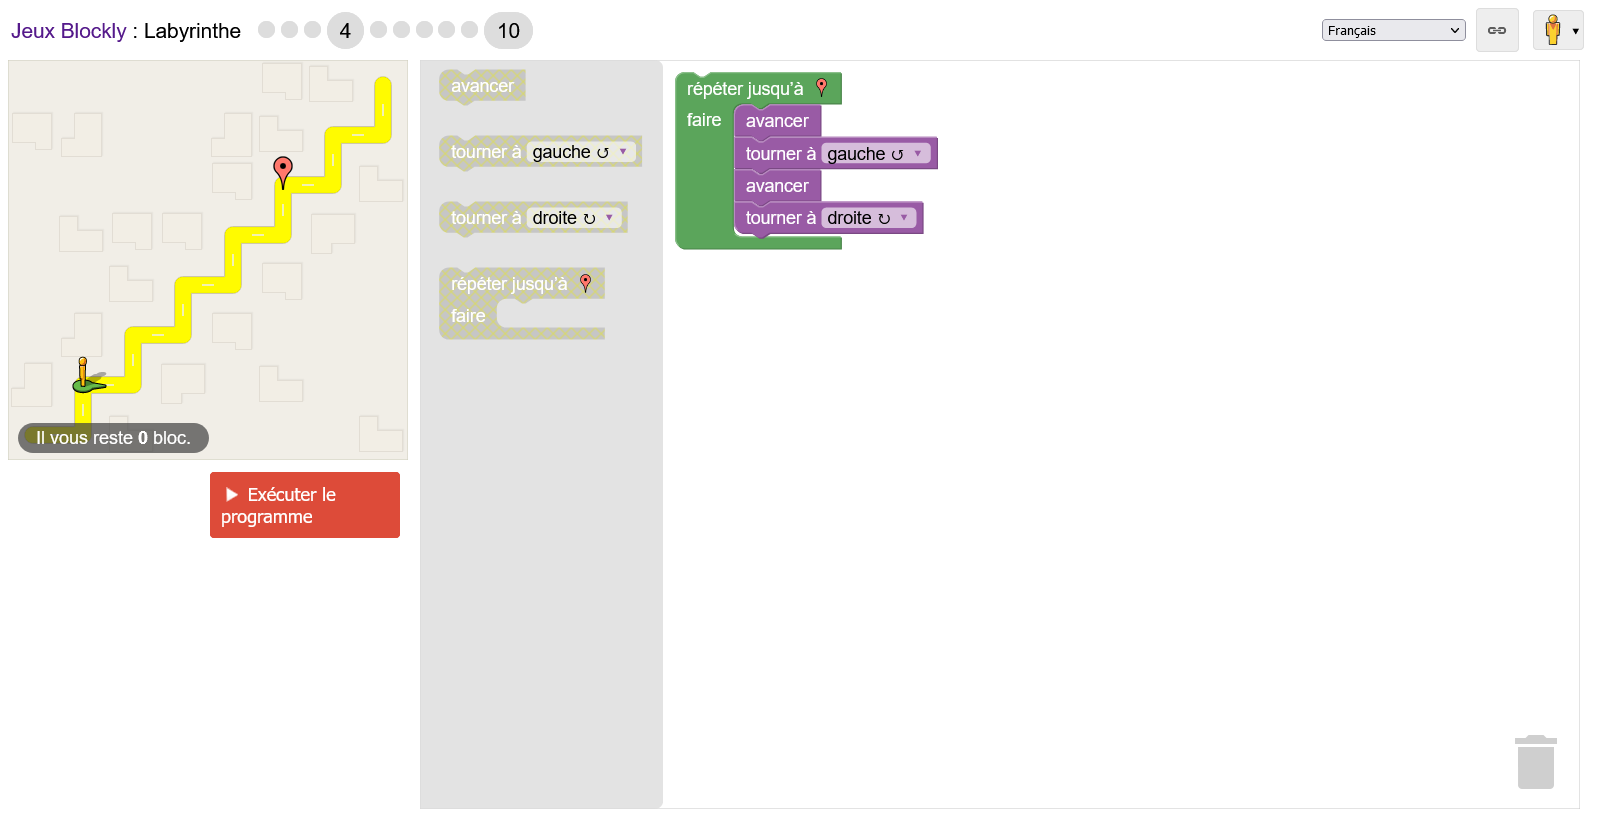 Jeux Blockly : Labyrinthe 4 10
Français
avancer
tourner à gauche ↺ ▼
tourner à droite ↻ ▼
répéter jusqu'à
faire
répéter jusqu'à
faire avancer
tourner à gauche ↺ ▼
avancer
tourner à droite ↻ ▼
Il vous reste 0 bloc.
Exécuter le
programme